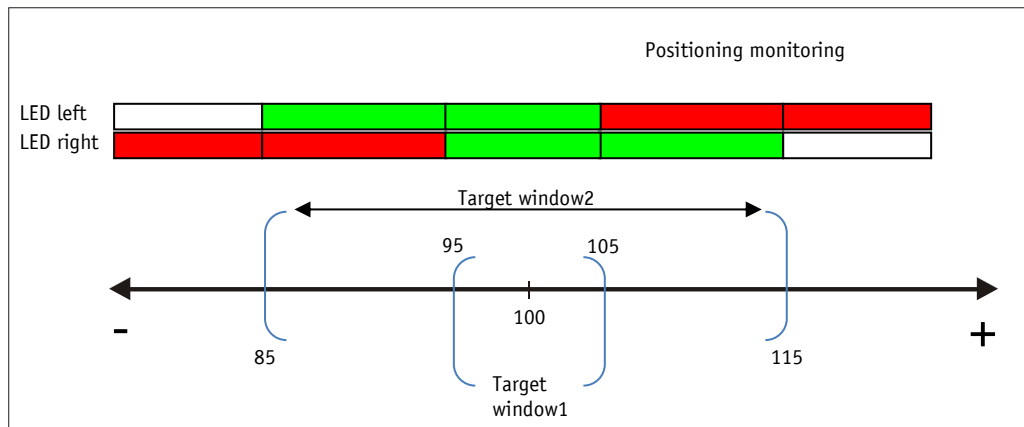 Positioning monitoring
LED left
LED right
Target window2
95
105
100
-
+
85
115
Target
window1